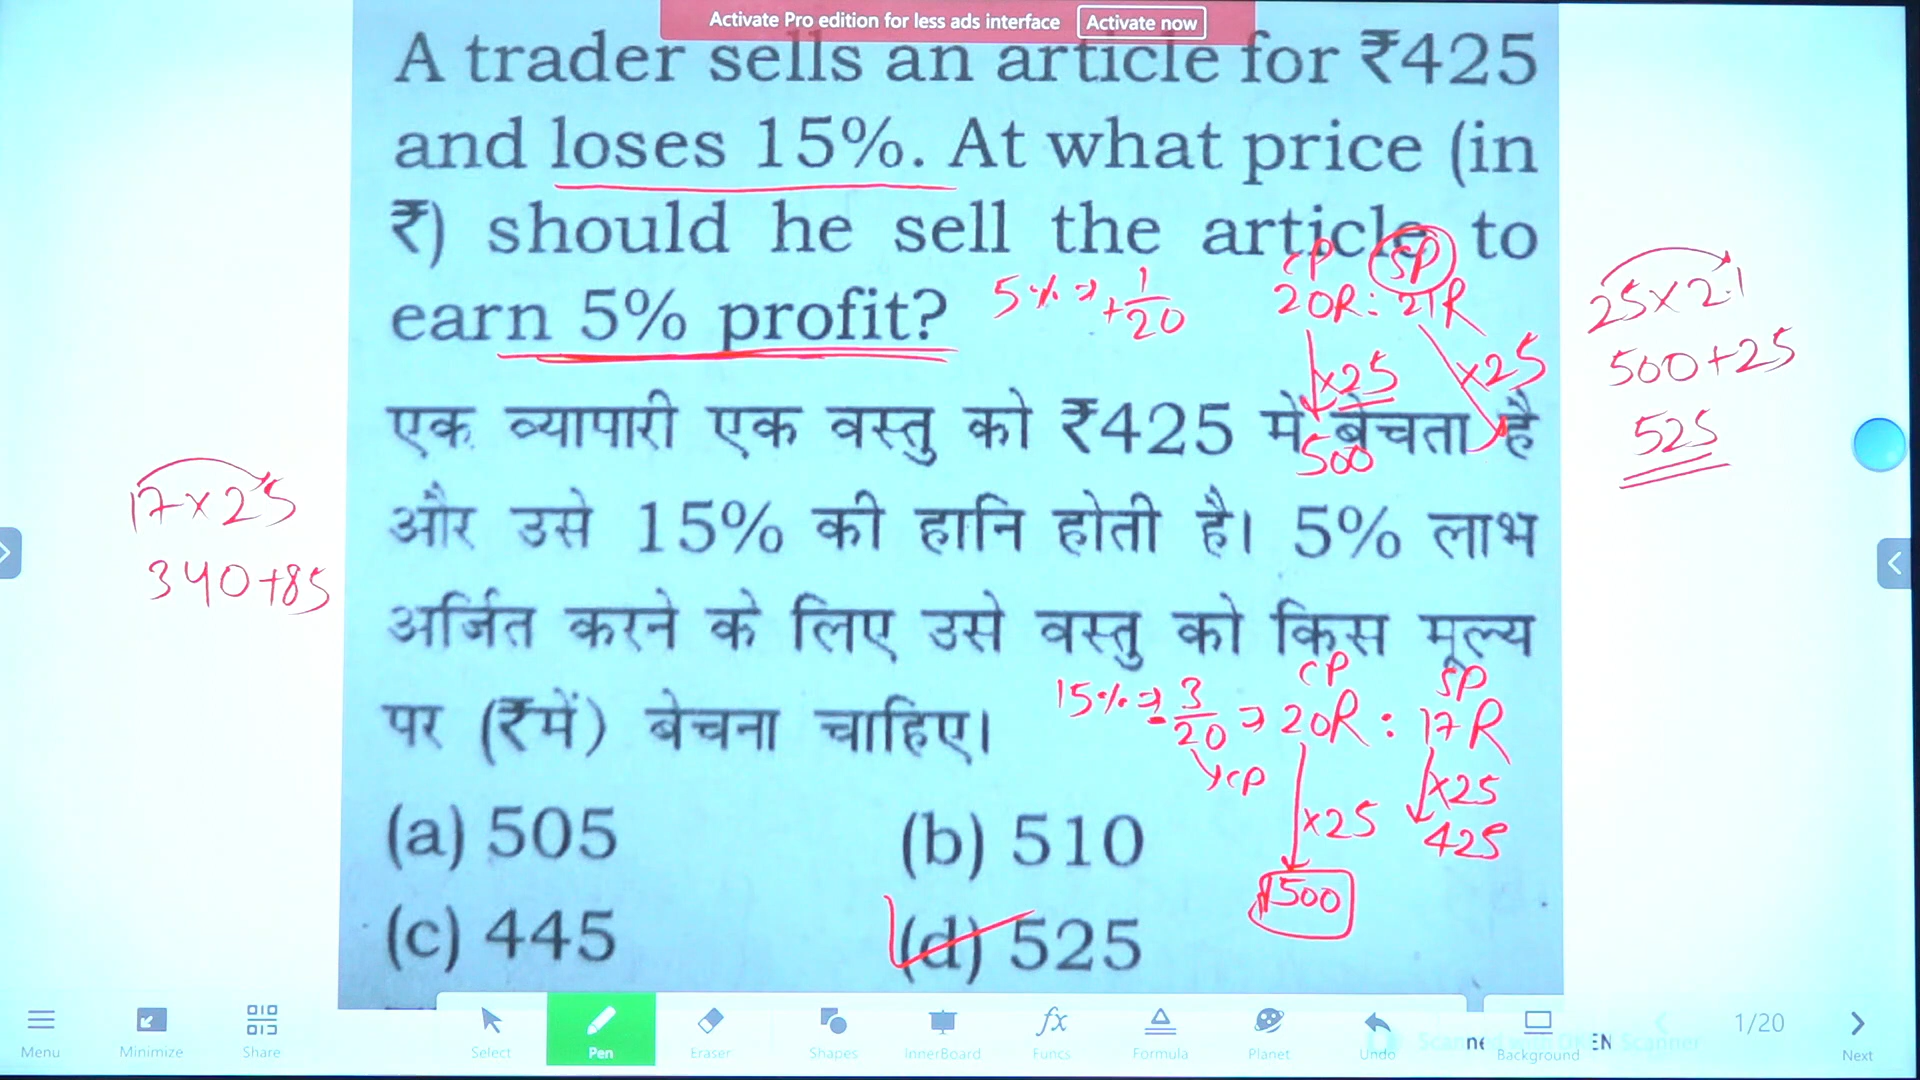 Activate Pro edition for less ads interface Activate now
A trader sells an article for ₹425
and loses 15%. At what price (in
₹) should he sell the article to
earn 5% profit?
5% ⇒ +1/20
CP SP
20R : 21R
×25 ×25
500
25×21
500+25
525
एक व्यापारी एक वस्तु को ₹425 में बेचता है
और उसे 15% की हानि होती है। 5% लाभ
अर्जित करने के लिए उसे वस्तु को किस मूल्य
पर (₹में) बेचना चाहिए।
17×25
340+85
15% ⇒ -3/20 ⇒ 20R : 17R
CP SP
CP
×25 ×25
500 425
(a) 505 (b) 510
(c) 445 (d) 525
Menu Minimize Share Select Pen Eraser Shapes InnerBoard Funcs Formula Planet Undo Background EN 1/20 Next